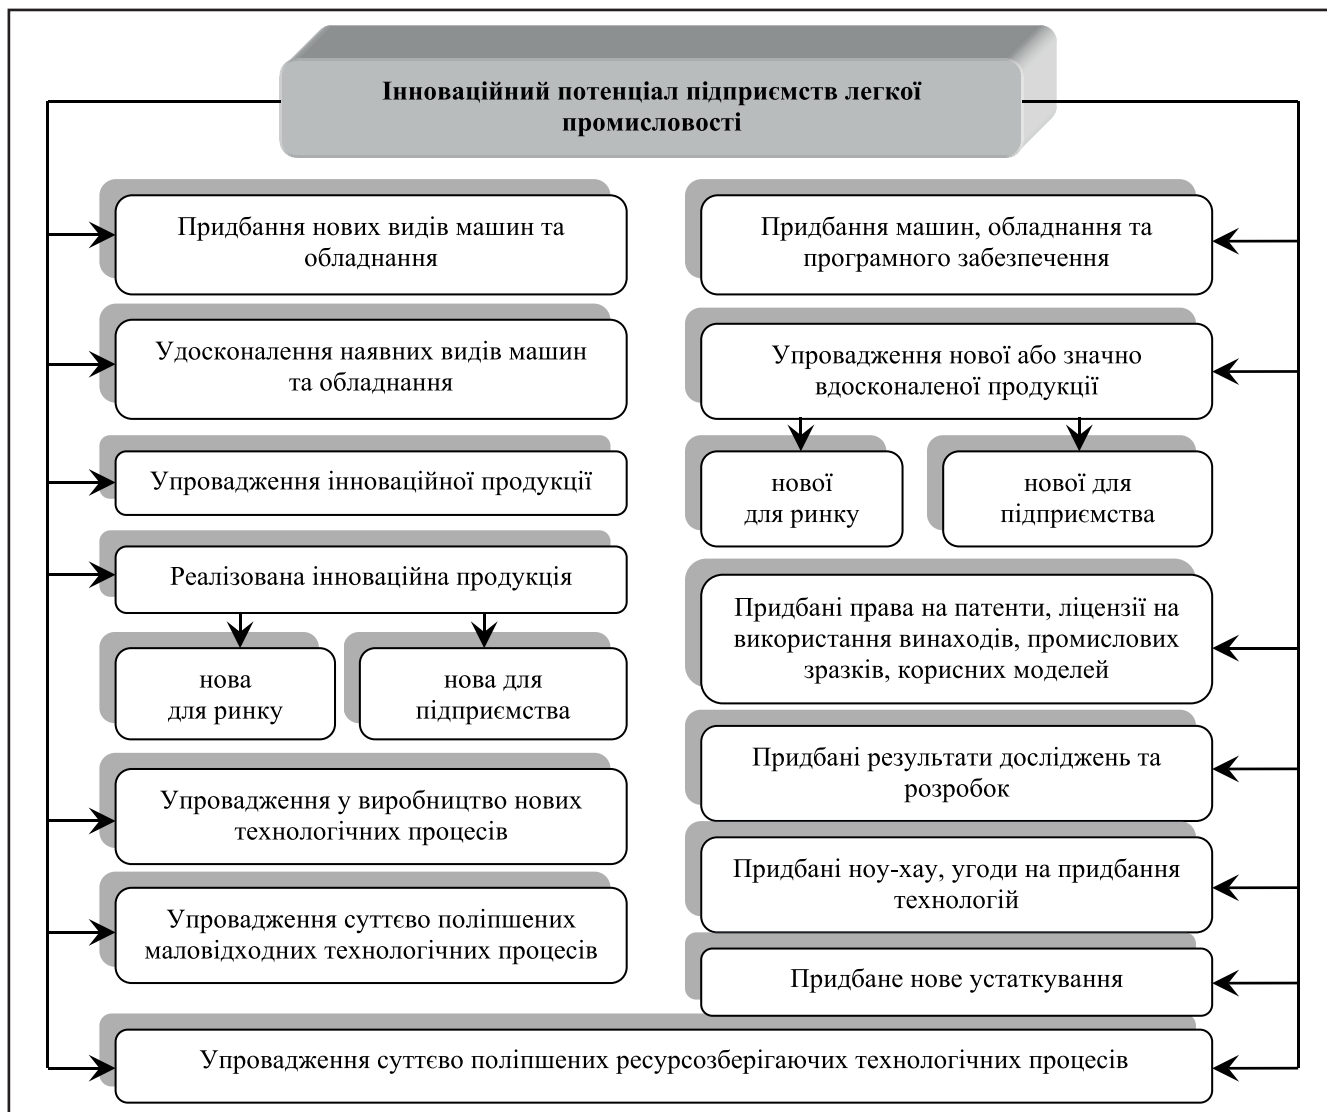 Інноваційний потенціал підприємств легкої
промисловості
Придбання нових видів машин та
обладнання
Удосконалення наявних видів машин
та обладнання
Упровадження інноваційної продукції
Реалізована інноваційна продукція
нова
для ринку
нова для
підприємства
Упровадження у виробництво нових
технологічних процесів
Упровадження суттєво поліпшених
маловідходних технологічних процесів
Придбання машин, обладнання та
програмного забезпечення
Упровадження нової або значно
вдосконаленої продукції
нової
для ринку
нової для
підприємства
Придбані права на патенти, ліцензії на
використання винаходів, промислових
зразків, корисних моделей
Придбані результати досліджень та
розробок
Придбані ноу-хау, угоди на придбання
технологій
Придбане нове устаткування
Упровадження суттєво поліпшених ресурсозберігаючих технологічних процесів